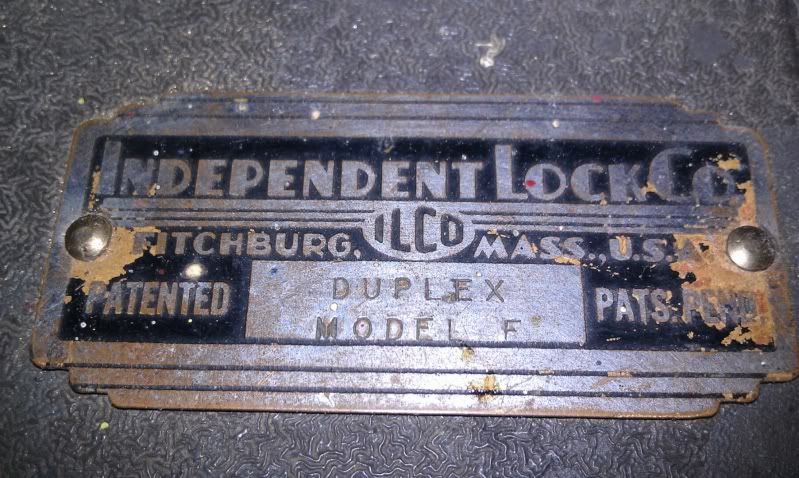 INDEPENDENT LOCK CO
ILCO
FITCHBURG, MASS., U.S.A.
PATENTED DUPLEX PATS. PEND.
MODEL F